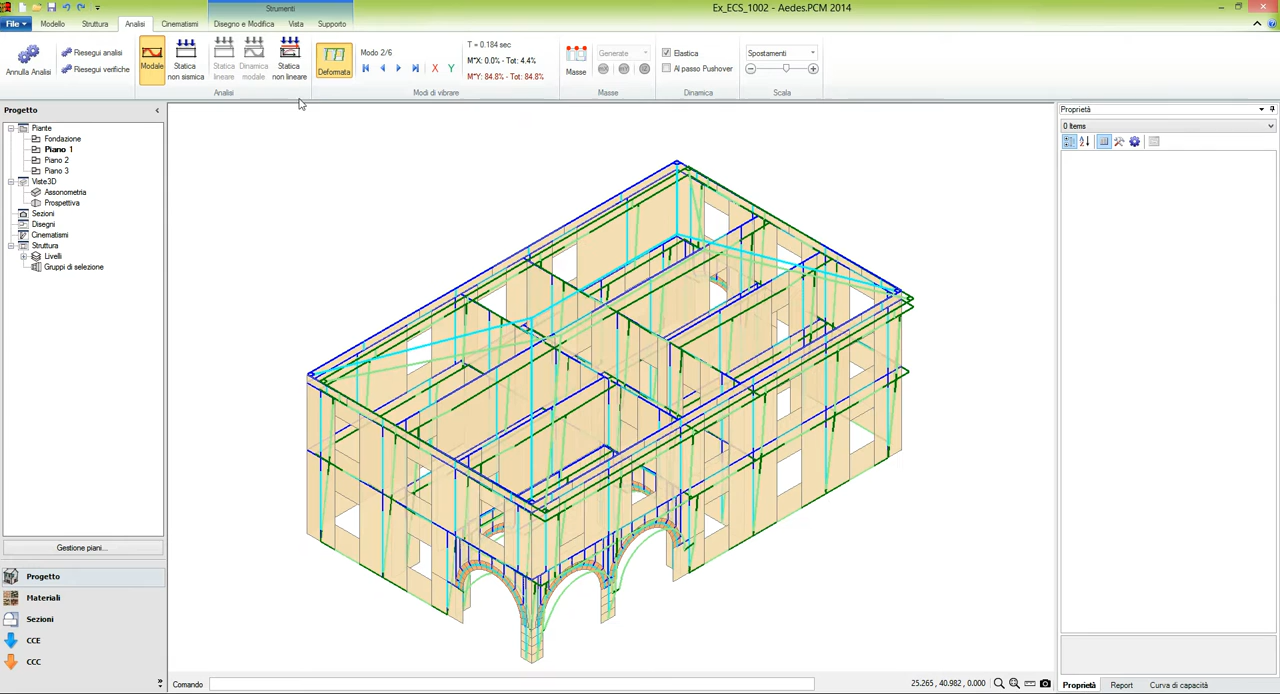 Strumenti
Ex_ECS_1002 - Aedes.PCM 2014
File
Modello
Struttura
Analisi
Cinematismi
Disegno e Modifica
Vista
Supporto
Annulla Analisi
Riesegui analisi
Riesegui verifiche
Modale
Statica non sismica
Statica lineare
Dinamica modale
Statica non lineare
Analisi
Deformata
Modo 2/6
X
Y
T = 0.184 sec
M*X: 0.0% - Tot: 4.4%
M*Y: 84.8% - Tot: 84.8%
Modi di vibrare
Masse
Generate
Masse
Elastica
Al passo Pushover
Dinamica
Spostamenti
Scala
Progetto
Piante
Fondazione
Piano 1
Piano 2
Piano 3
Viste3D
Assonometria
Prospettiva
Sezioni
Disegni
Cinematismi
Struttura
Livelli
Gruppi di selezione
Gestione piani...
Progetto
Materiali
Sezioni
CCE
CCC
Proprietà
0 Items
Comando
25.265 , 40.982 , 0.000
Proprietà
Report
Curva di capacità